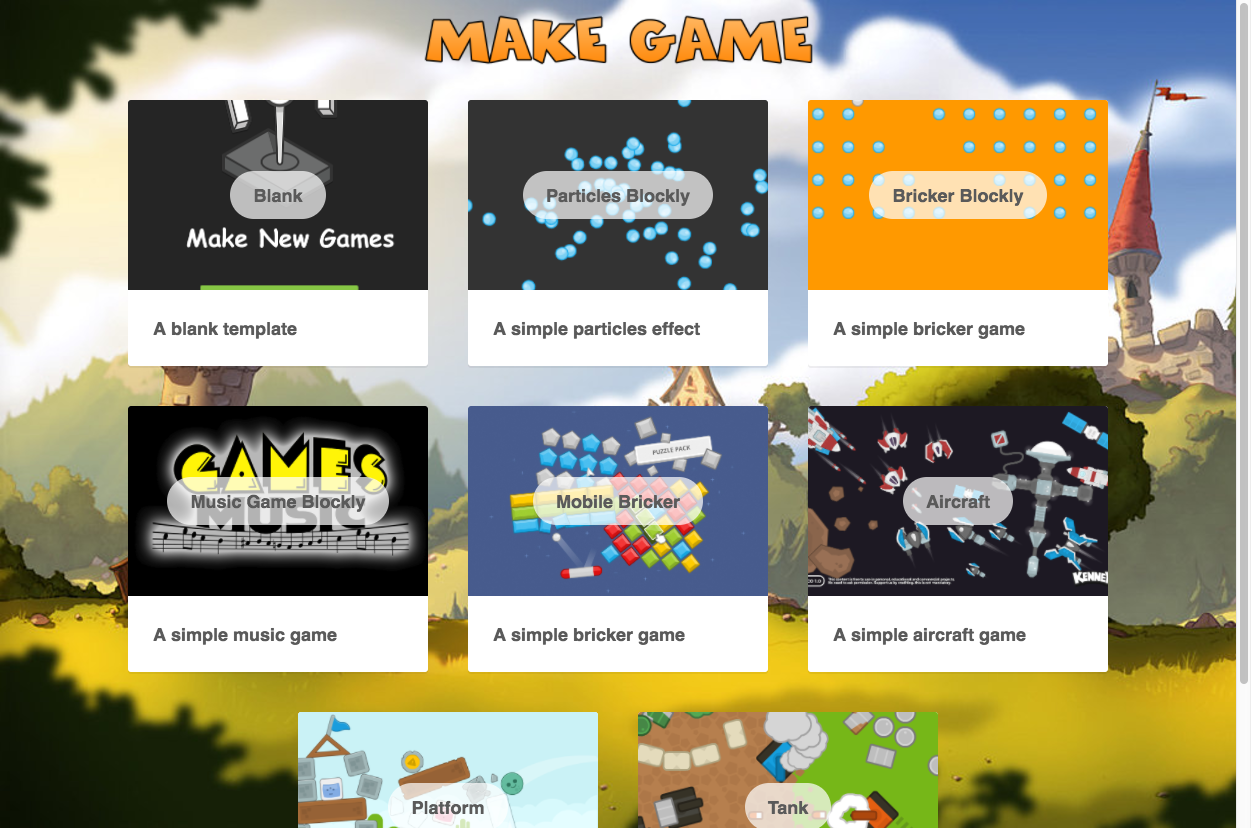 MAKE GAME
Blank
Make New Games
A blank template
Particles Blockly
A simple particles effect
Bricker Blockly
A simple bricker game
GAMES
Music Game Blockly
MUSIC
A simple music game
PUZZLE PACK
Mobile Bricker
A simple bricker game
Aircraft
A simple aircraft game
Platform
Tank